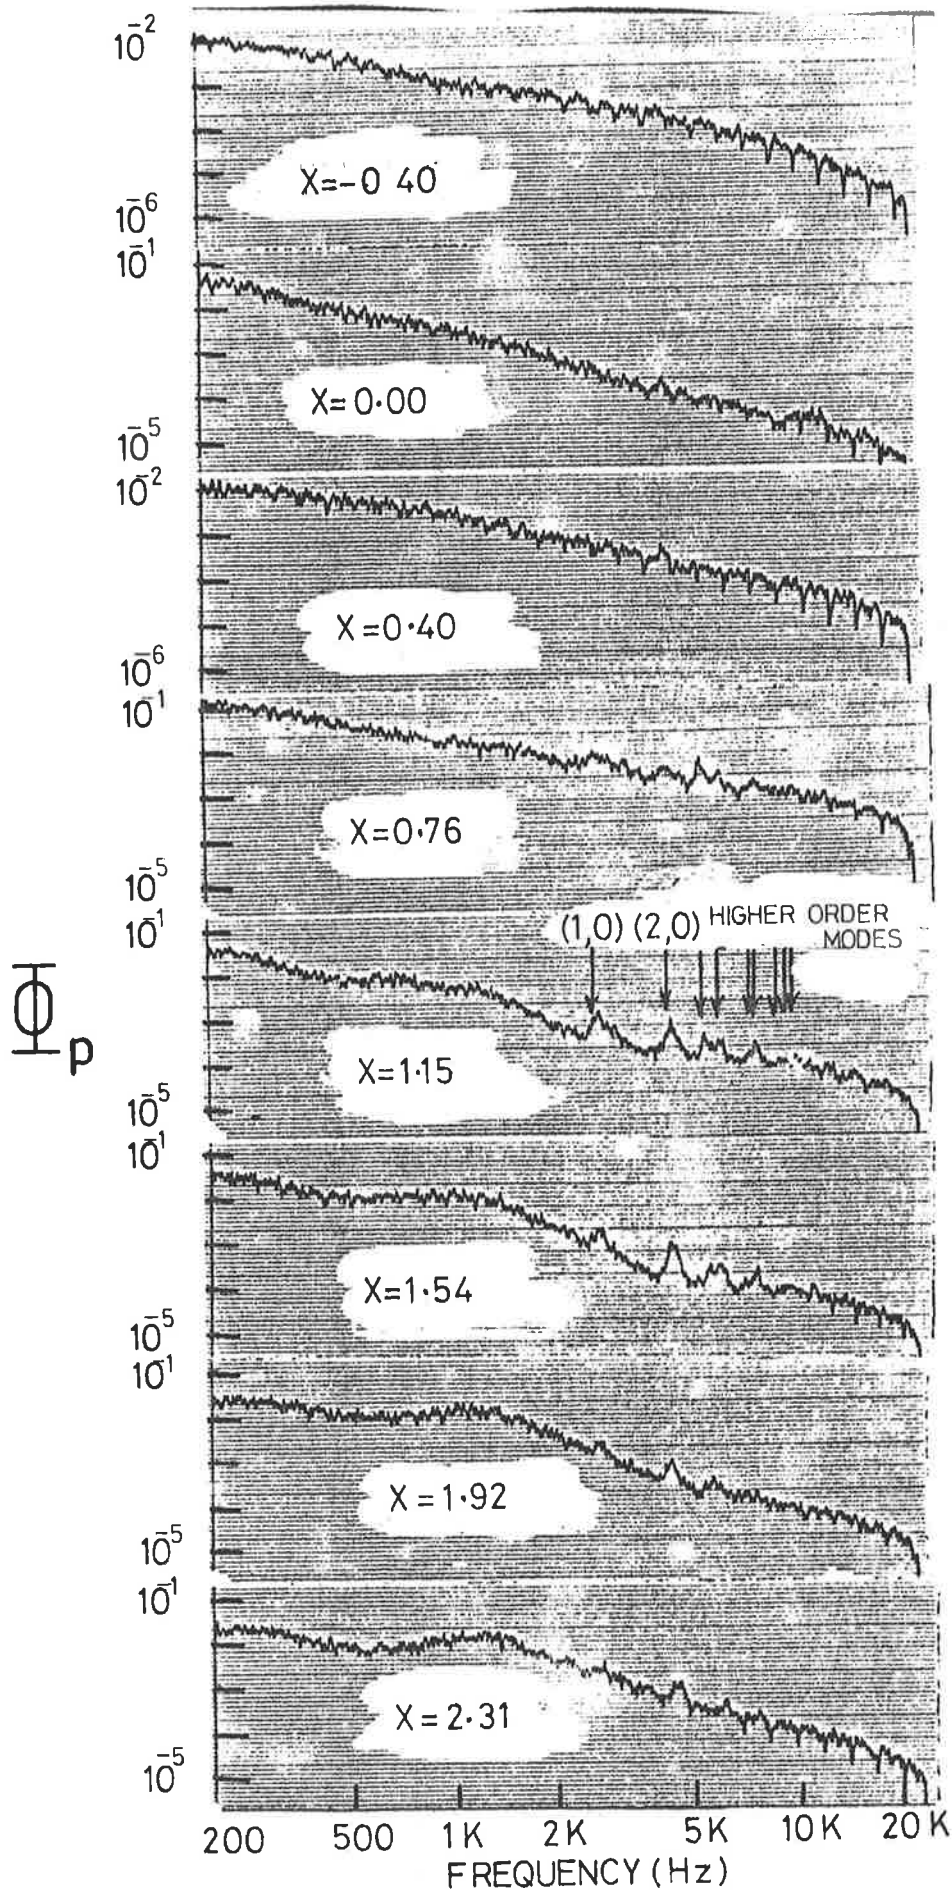 10⁻²
X=-0 40
10⁻⁶
10⁻¹
X=0·00
10⁻⁵
10⁻²
X=0·40
10⁻⁶
10⁻¹
X=0·76
10⁻⁵
10⁻¹
(1,0) (2,0) HIGHER ORDER
MODES
Φp
X=1·15
10⁻⁵
10⁻¹
X=1·54
10⁻⁵
10⁻¹
X=1·92
10⁻⁵
10⁻¹
X=2·31
10⁻⁵
200 500 1K 2K 5K 10K 20K
FREQUENCY (Hz)